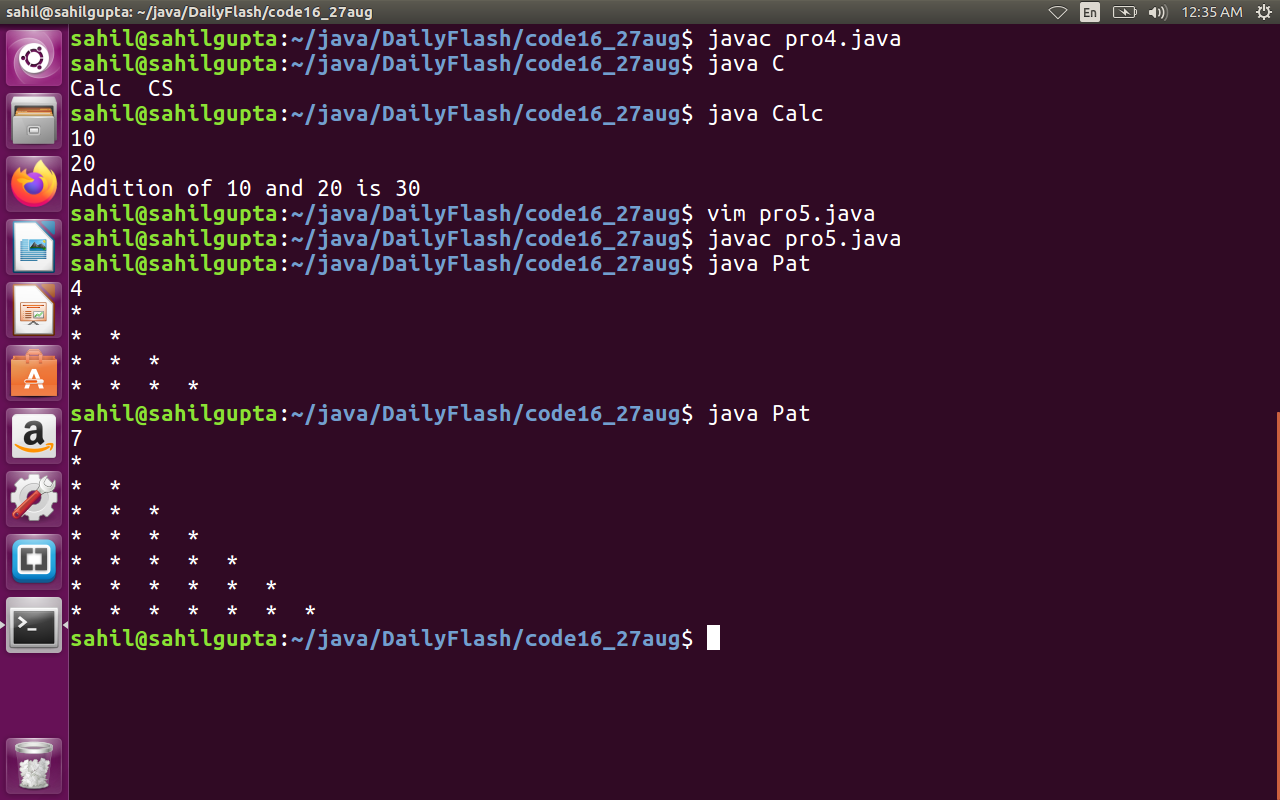 sahil@sahilgupta: ~/java/DailyFlash/code16_27aug
En
12:35 AM
sahil@sahilgupta:~/java/DailyFlash/code16_27aug$ javac pro4.java
sahil@sahilgupta:~/java/DailyFlash/code16_27aug$ java C
Calc  CS
sahil@sahilgupta:~/java/DailyFlash/code16_27aug$ java Calc
10
20
Addition of 10 and 20 is 30
sahil@sahilgupta:~/java/DailyFlash/code16_27aug$ vim pro5.java
sahil@sahilgupta:~/java/DailyFlash/code16_27aug$ javac pro5.java
sahil@sahilgupta:~/java/DailyFlash/code16_27aug$ java Pat
4
*
*  *
*  *  *
*  *  *  *
sahil@sahilgupta:~/java/DailyFlash/code16_27aug$ java Pat
7
*
*  *
*  *  *
*  *  *  *
*  *  *  *  *
*  *  *  *  *  *
*  *  *  *  *  *  *
sahil@sahilgupta:~/java/DailyFlash/code16_27aug$